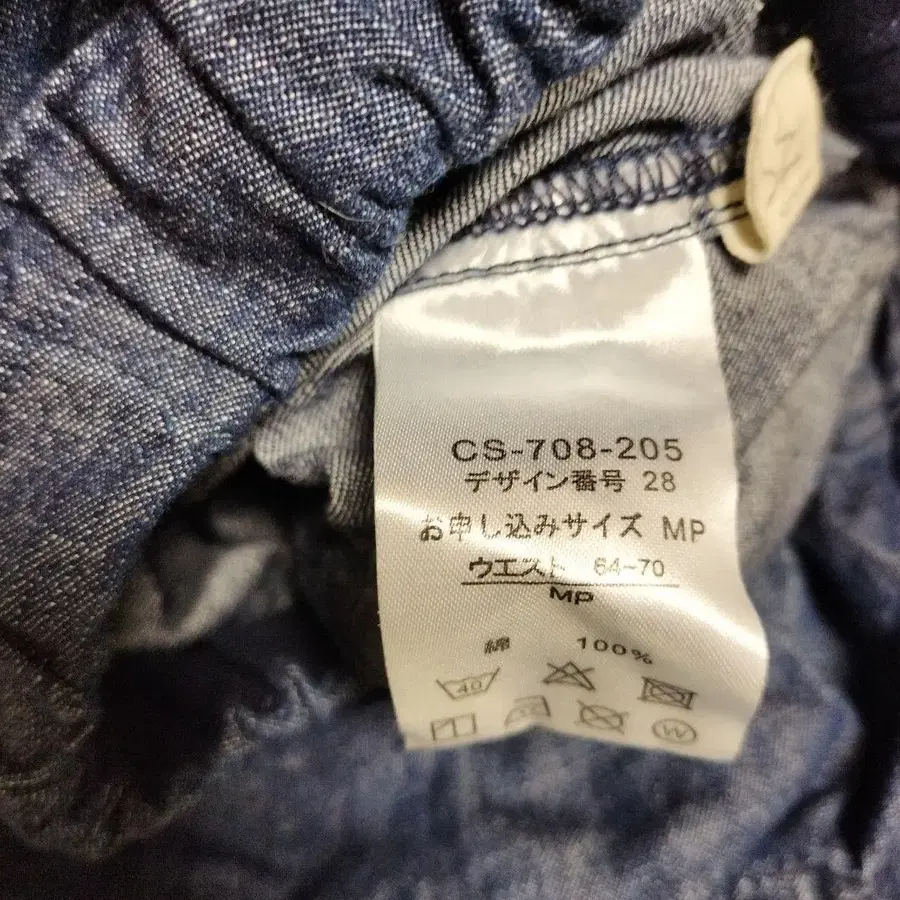 CS-708-205
デザイン番号 28
お申し込みサイズ MP
ウエスト 64~70
MP
綿 100%
40
W